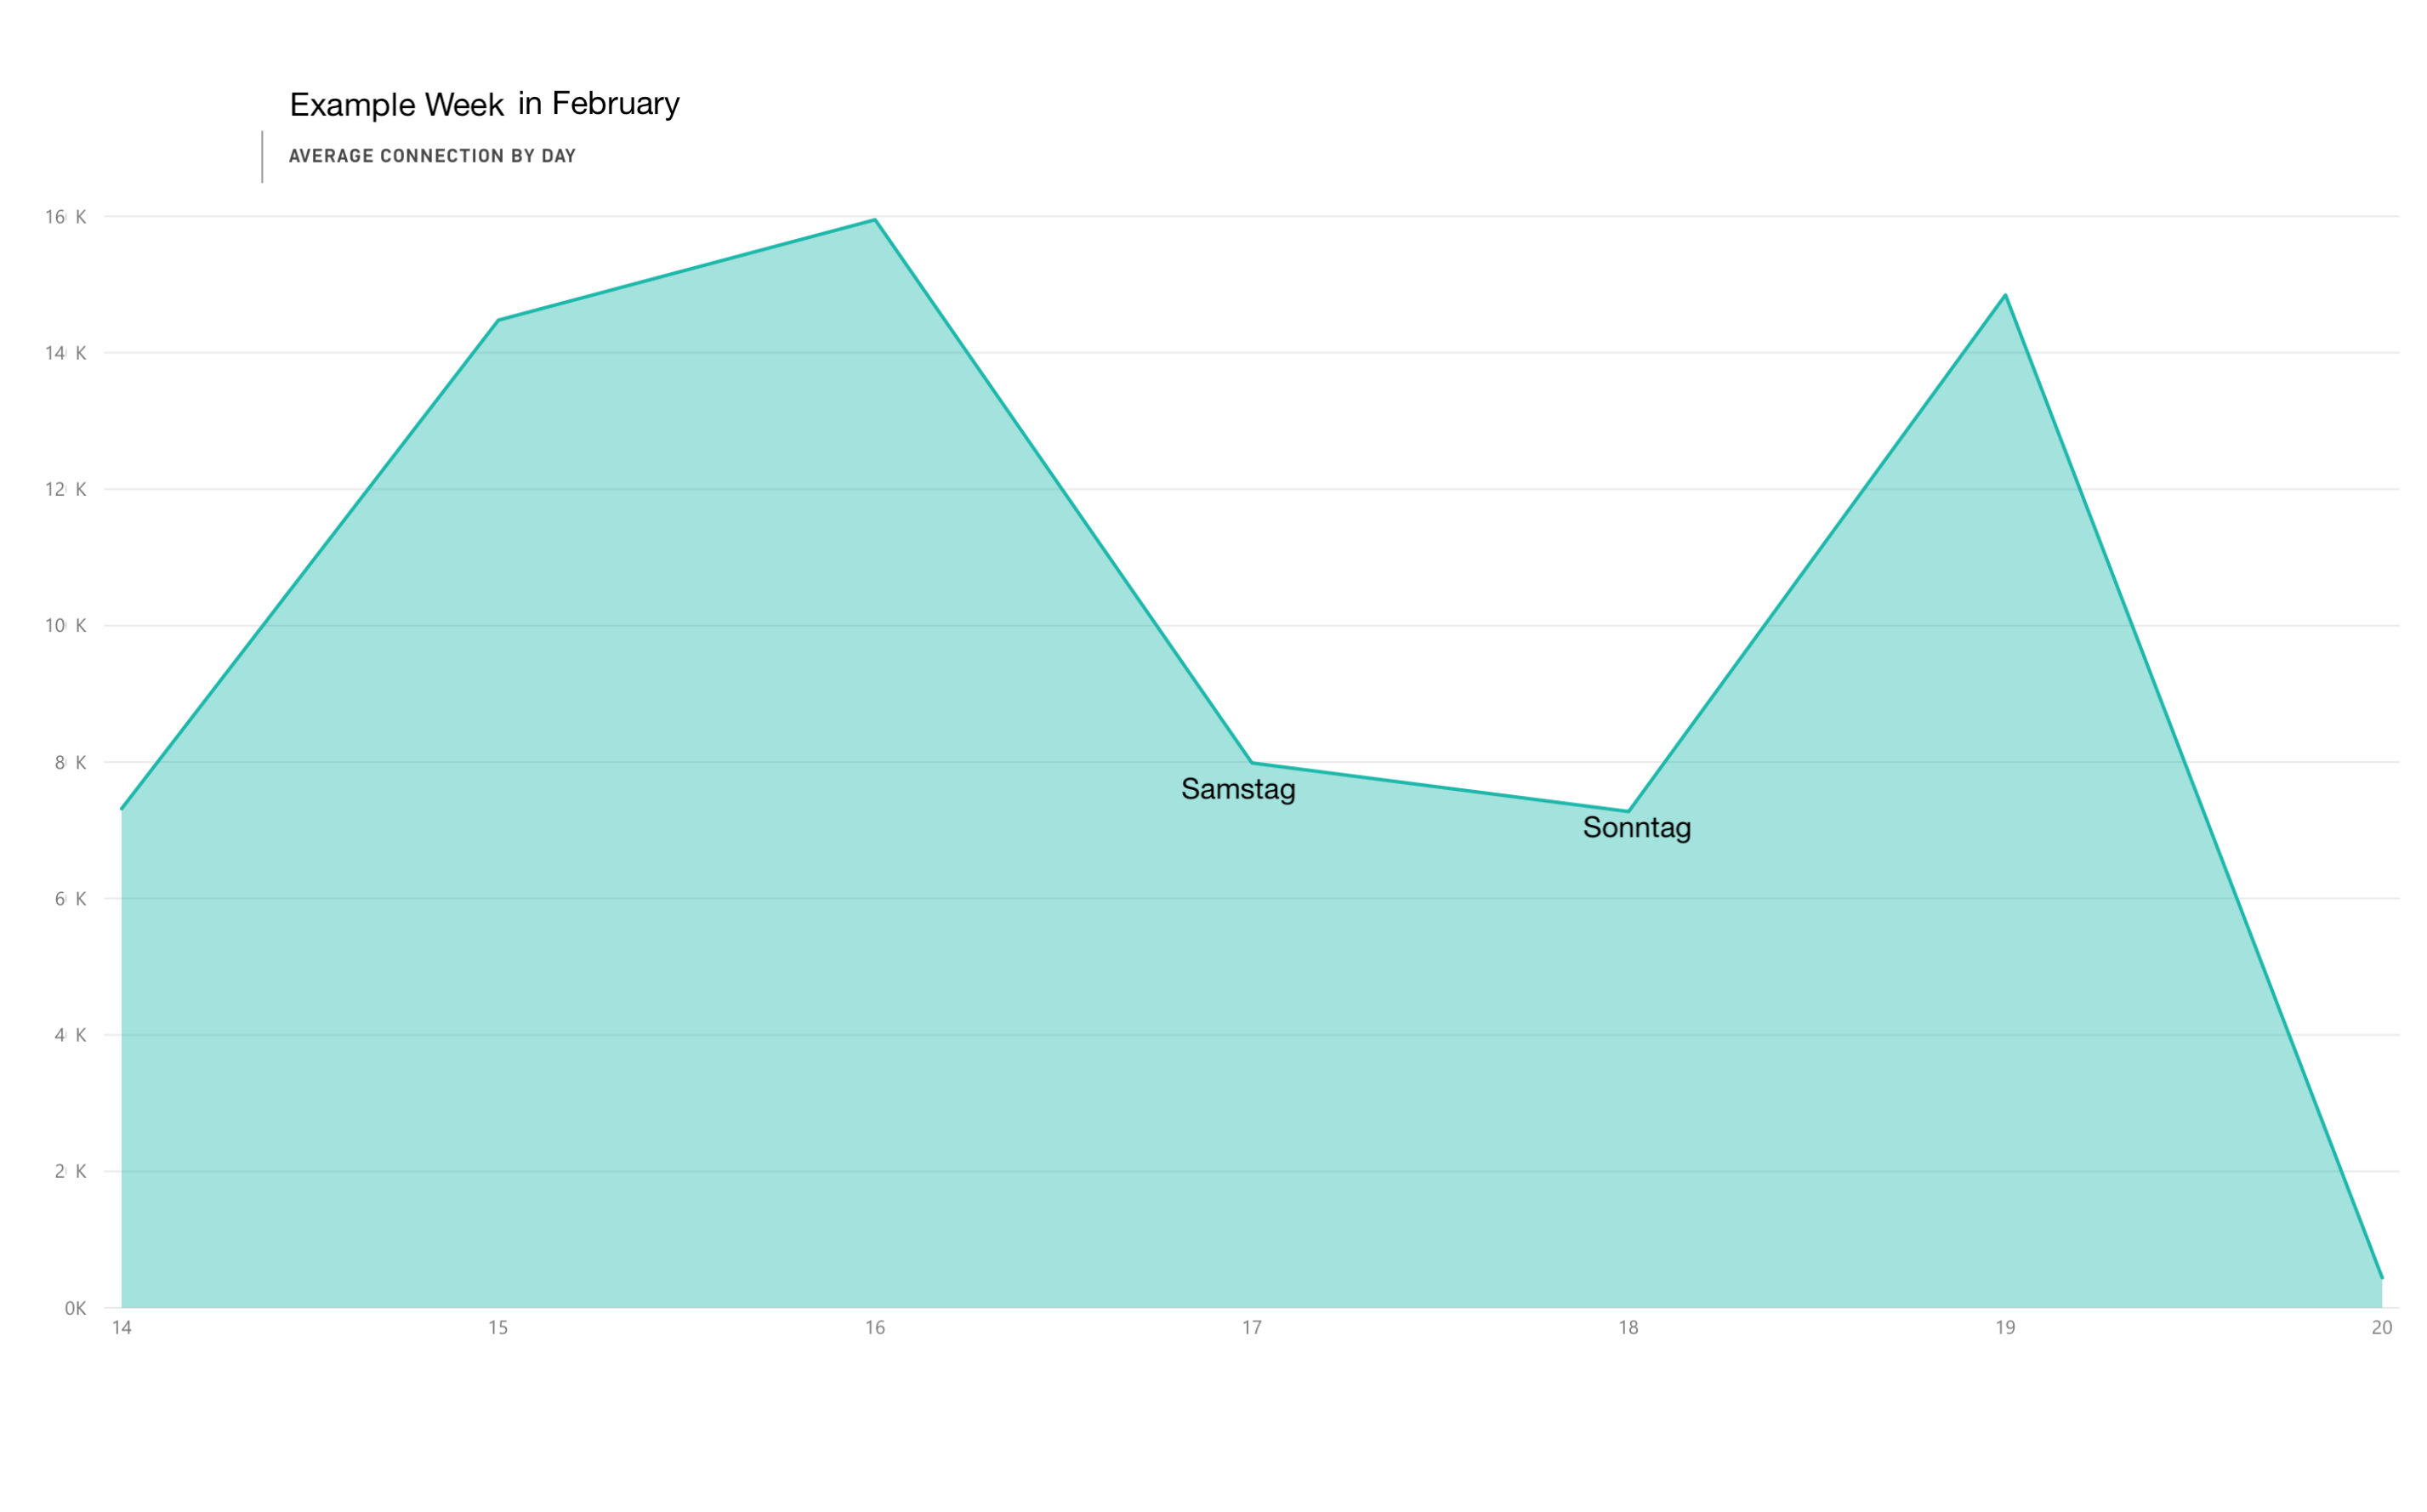 Example Week in February
AVERAGE CONNECTION BY DAY
16 K
14 K
12 K
10 K
8 K
Samstag
Sonntag
6 K
4 K
2 K
0K
14 15 16 17 18 19 20